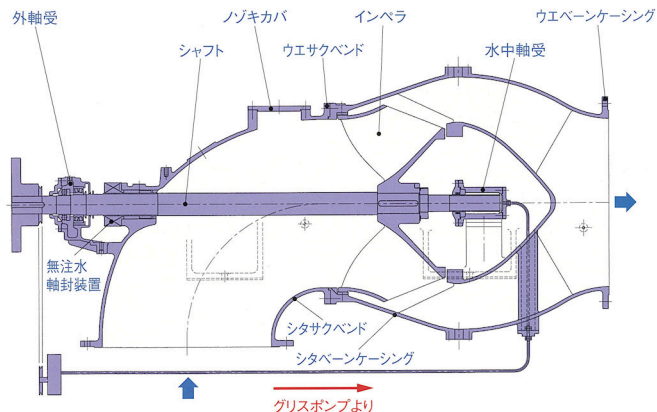 外軸受
ノゾキカバ
インペラ
ウエベーンケーシング
シャフト
ウエサクベンド
水中軸受
無注水
軸封装置
シタサクベンド
シタベーンケーシング
グリスポンプより